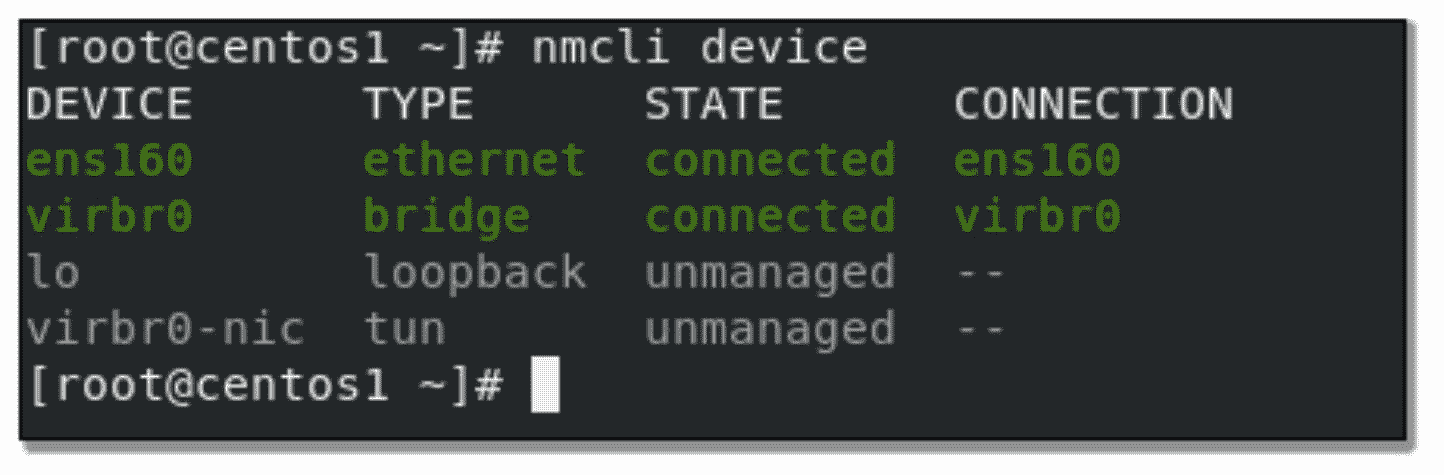 [root@centos1 ~]# nmcli device
DEVICE      TYPE      STATE      CONNECTION
ens160      ethernet  connected  ens160
virbr0      bridge    connected  virbr0
lo          loopback  unmanaged  --
virbr0-nic  tun       unmanaged  --
[root@centos1 ~]#